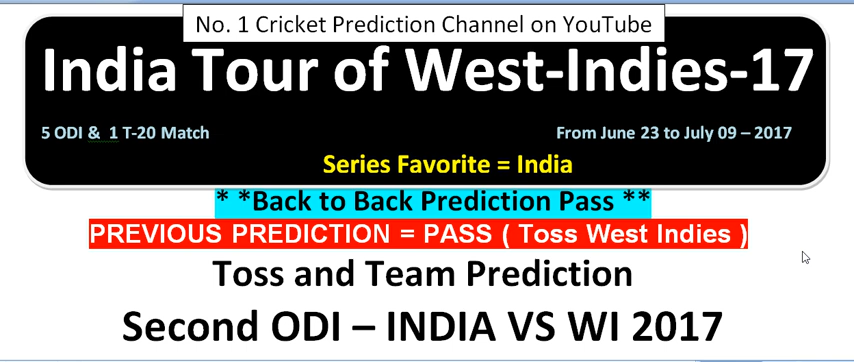 No. 1 Cricket Prediction Channel on YouTube
India Tour of West-Indies-17
5 ODI & 1 T-20 Match From June 23 to July 09 – 2017
Series Favorite = India
* *Back to Back Prediction Pass **
PREVIOUS PREDICTION = PASS ( Toss West Indies )
Toss and Team Prediction
Second ODI – INDIA VS WI 2017